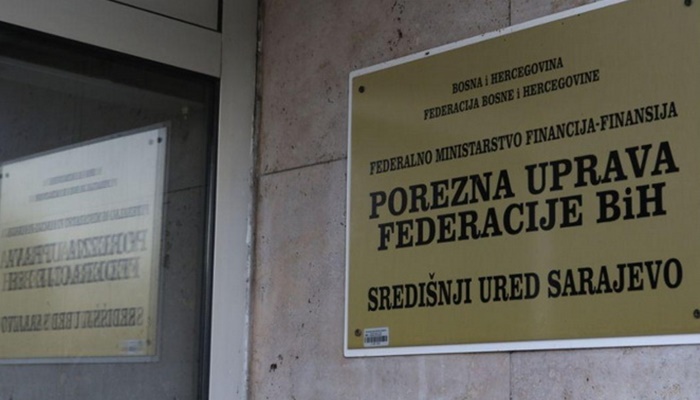 BOSNA i HERCEGOVINA
FEDERACIJA BOSNE i HERCEGOVINE
FEDERALNO MINISTARSTVO FINANCIJA-FINANSIJA
POREZNA UPRAVA
FEDERACIJE BiH
SREDIŠNJI URED SARAJEVO